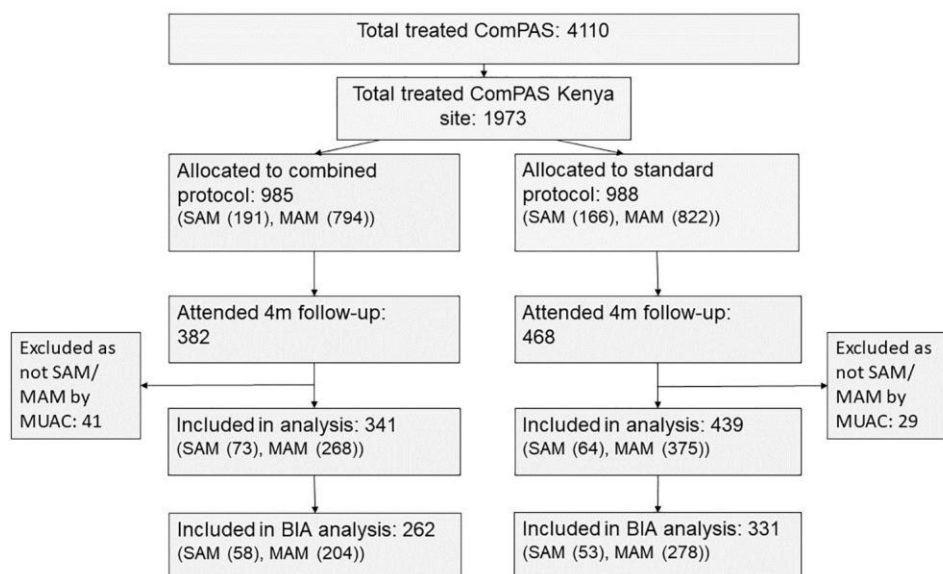 Total treated ComPAS: 4110
Total treated ComPAS Kenya
site: 1973
Allocated to combined
protocol: 985
(SAM (191), MAM (794))
Allocated to standard
protocol: 988
(SAM (166), MAM (822))
Attended 4m follow-up:
382
Attended 4m follow-up:
468
Excluded as
not SAM/
MAM by
MUAC: 41
Excluded as
not SAM/
MAM by
MUAC: 29
Included in analysis: 341
(SAM (73), MAM (268))
Included in analysis: 439
(SAM (64), MAM (375))
Included in BIA analysis: 262
(SAM (58), MAM (204))
Included in BIA analysis: 331
(SAM (53), MAM (278))